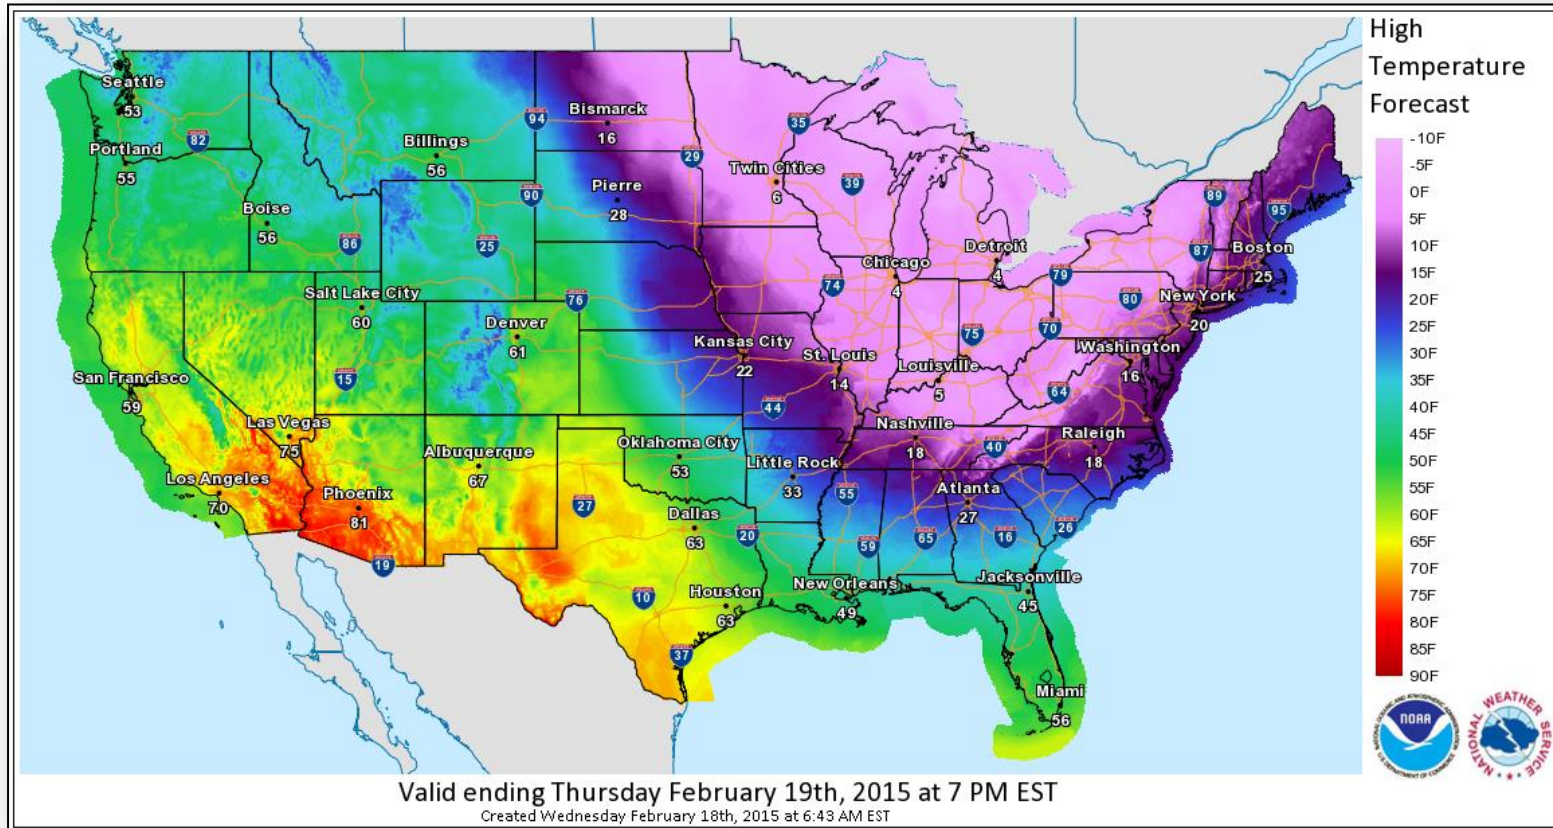 High
Temperature
Forecast
-10F
-5F
0F
5F
10F
15F
20F
25F
30F
35F
40F
45F
50F
55F
60F
65F
70F
75F
80F
85F
90F
Seattle
53
Portland
55
82
Billings
56
94
Bismarck
16
29
Twin Cities
6
35
39
Boise
56
86
90
25
Pierre
28
89
95
87
Boston
25
Detroit
4
Chicago
4
79
80
New York
20
Salt Lake City
60
76
Denver
61
74
75
70
Kansas City
22
St. Louis
14
Louisville
5
Washington
16
64
San Francisco
59
15
Las Vegas
75
44
Nashville
18
40
Raleigh
18
Albuquerque
67
Oklahoma City
53
Little Rock
33
Los Angeles
70
Phoenix
81
27
55
Atlanta
27
26
Dallas
63
20
59
65
16
19
10
Houston
63
New Orleans
49
Jacksonville
45
37
Miami
56
NOAA
NATIONAL OCEANIC AND ATMOSPHERIC ADMINISTRATION
U.S. DEPARTMENT OF COMMERCE
NATIONAL WEATHER SERVICE
Valid ending Thursday February 19th, 2015 at 7 PM EST
Created Wednesday February 18th, 2015 at 6:43 AM EST